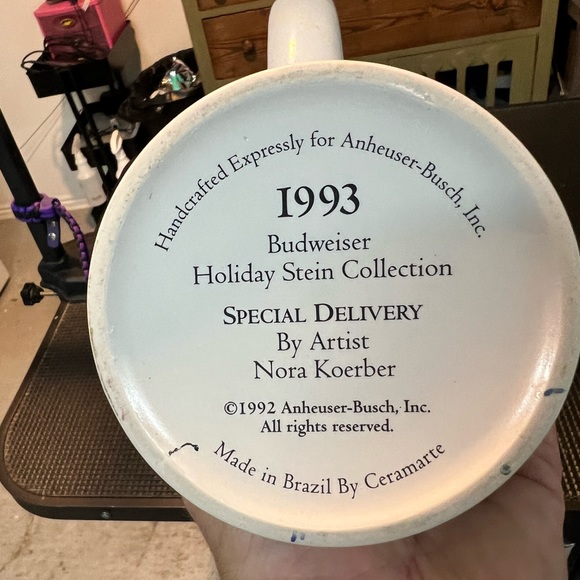 Handcrafted Expressly for Anheuser-Busch, Inc.
1993
Budweiser
Holiday Stein Collection
SPECIAL DELIVERY
By Artist
Nora Koerber
©1992 Anheuser-Busch, Inc.
All rights reserved.
Made in Brazil By Ceramarte